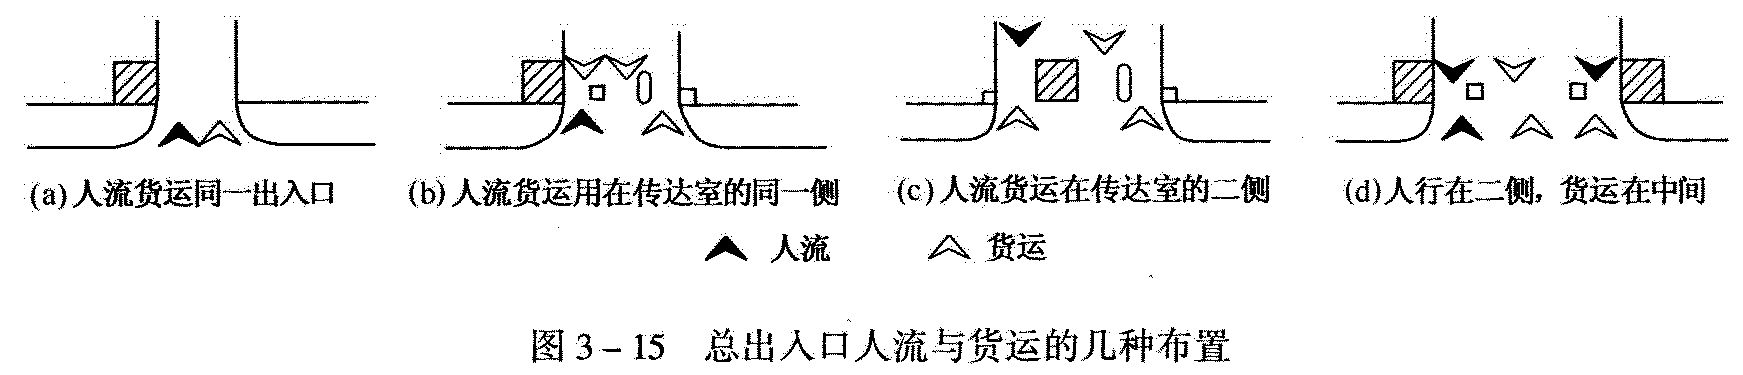 (a)人流货运同一出入口
(b)人流货运用在传达室的同一侧
(c)人流货运在传达室的二侧
(d)人行在二侧，货运在中间
人流 货运
图 3－15 总出入口人流与货运的几种布置